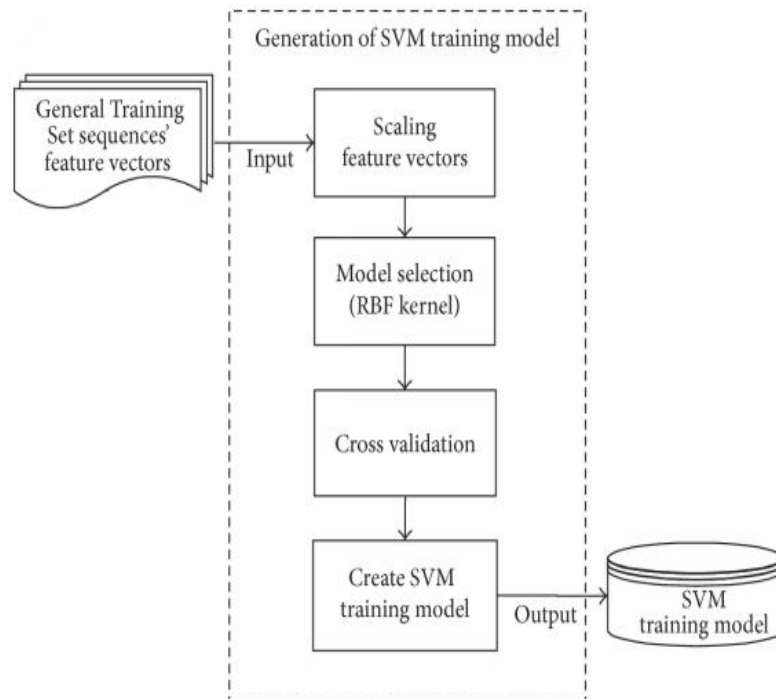 Generation of SVM training model
General Training
Set sequences'
feature vectors
Input
Scaling
feature vectors
Model selection
(RBF kernel)
Cross validation
Create SVM
training model
Output
SVM
training model